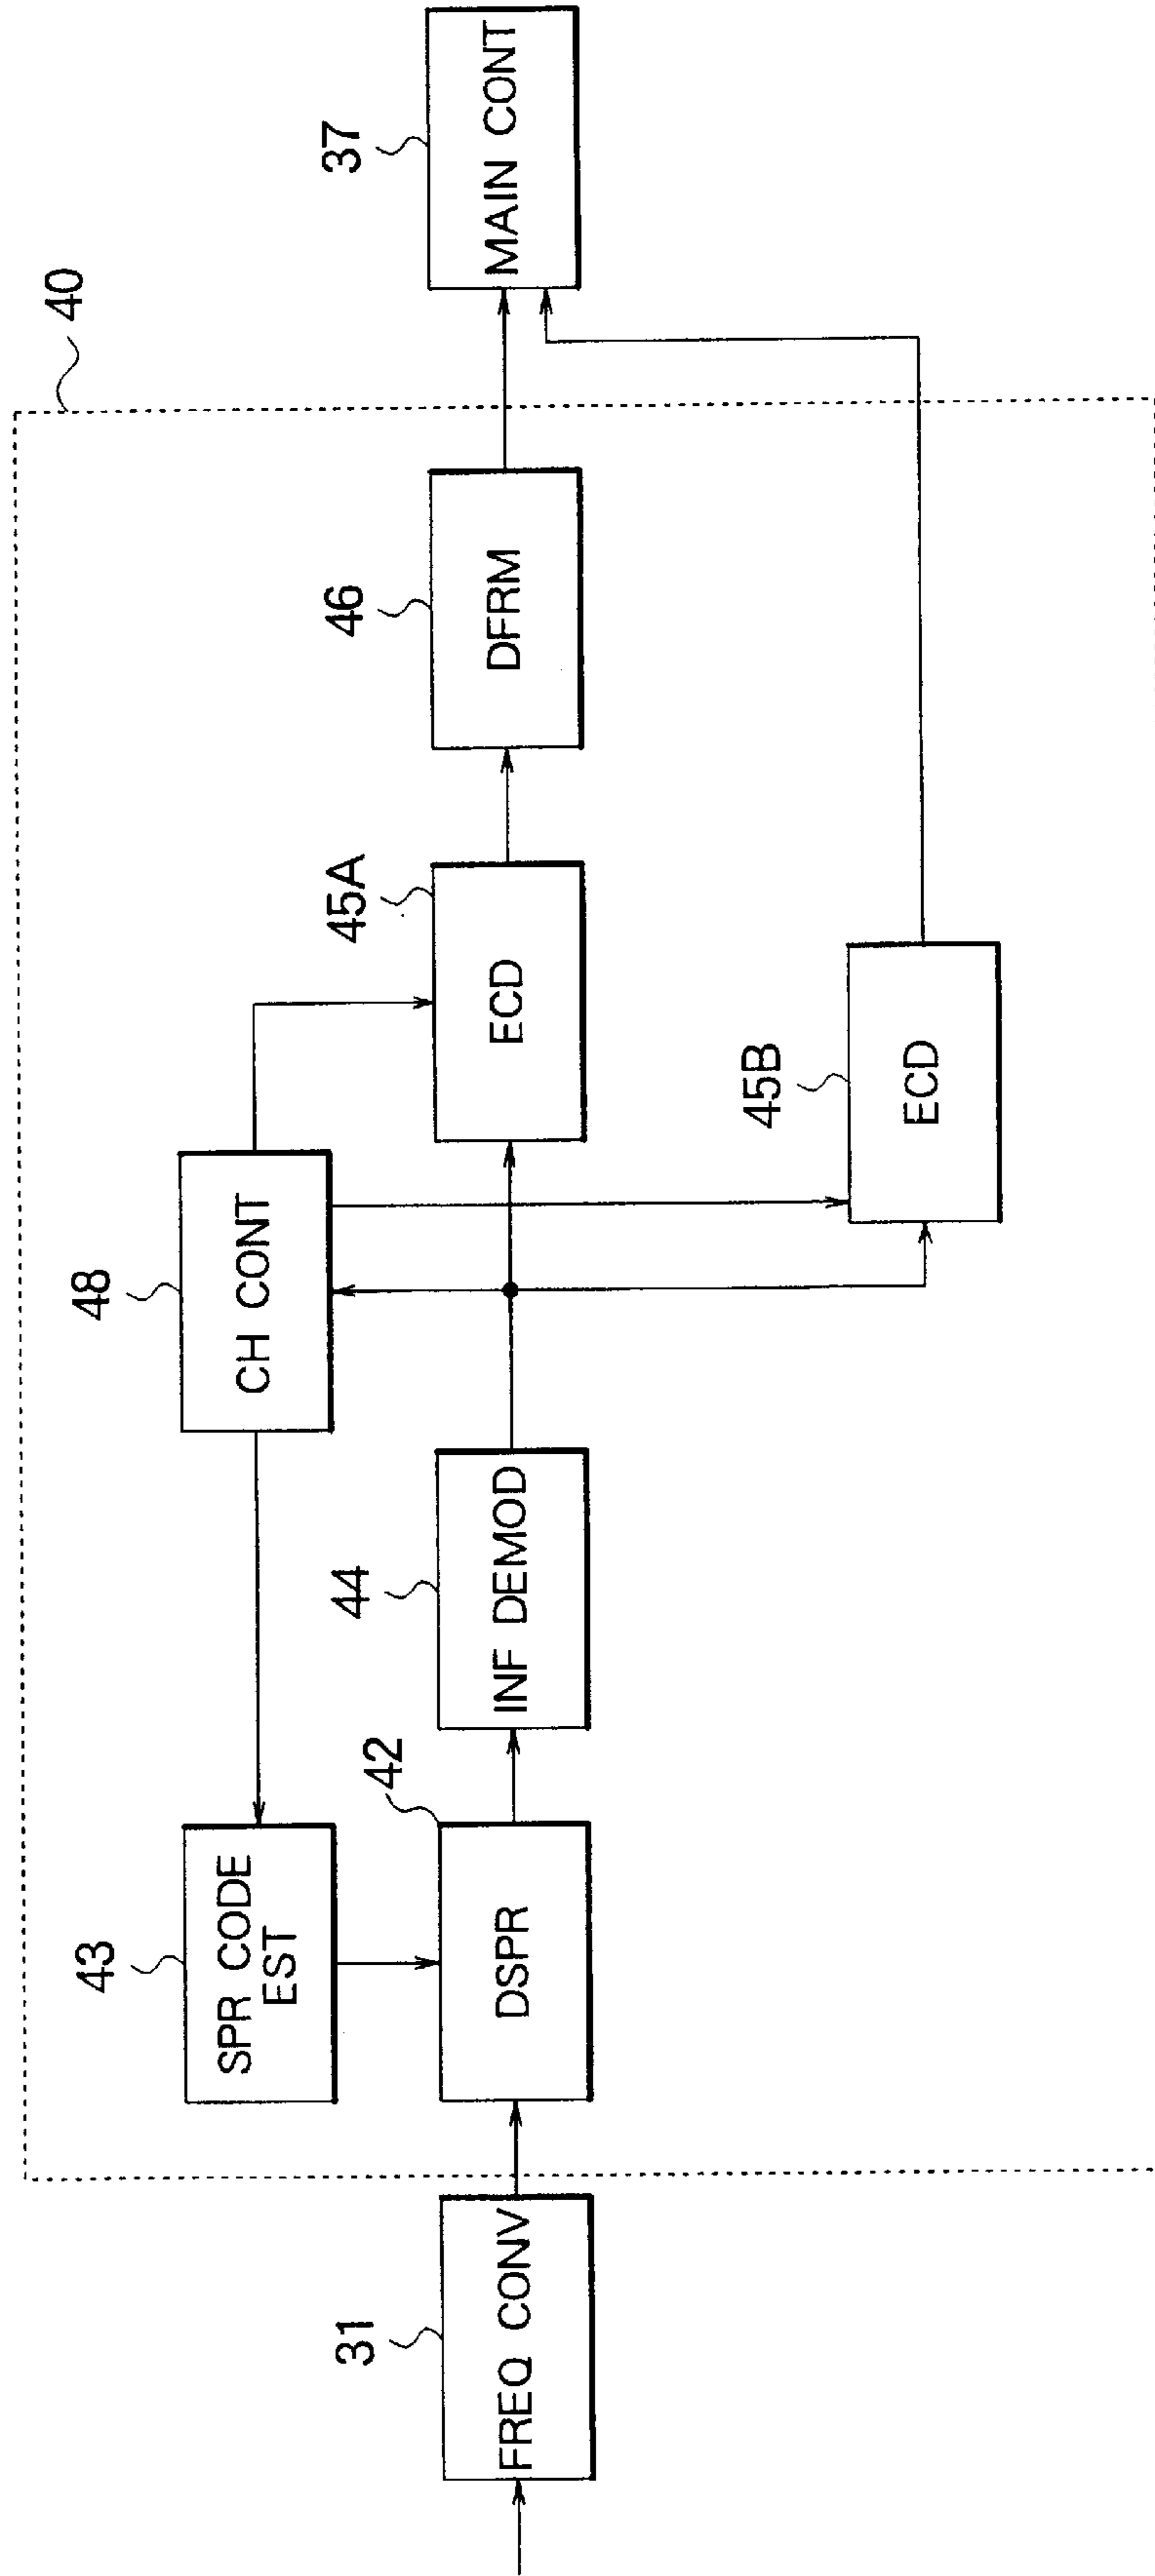 40
43
SPR CODE
EST
48
CH CONT
31
FREQ CONV
42
DSPR
44
INF DEMOD
45A
ECD
46
DFRM
37
MAIN CONT
45B
ECD